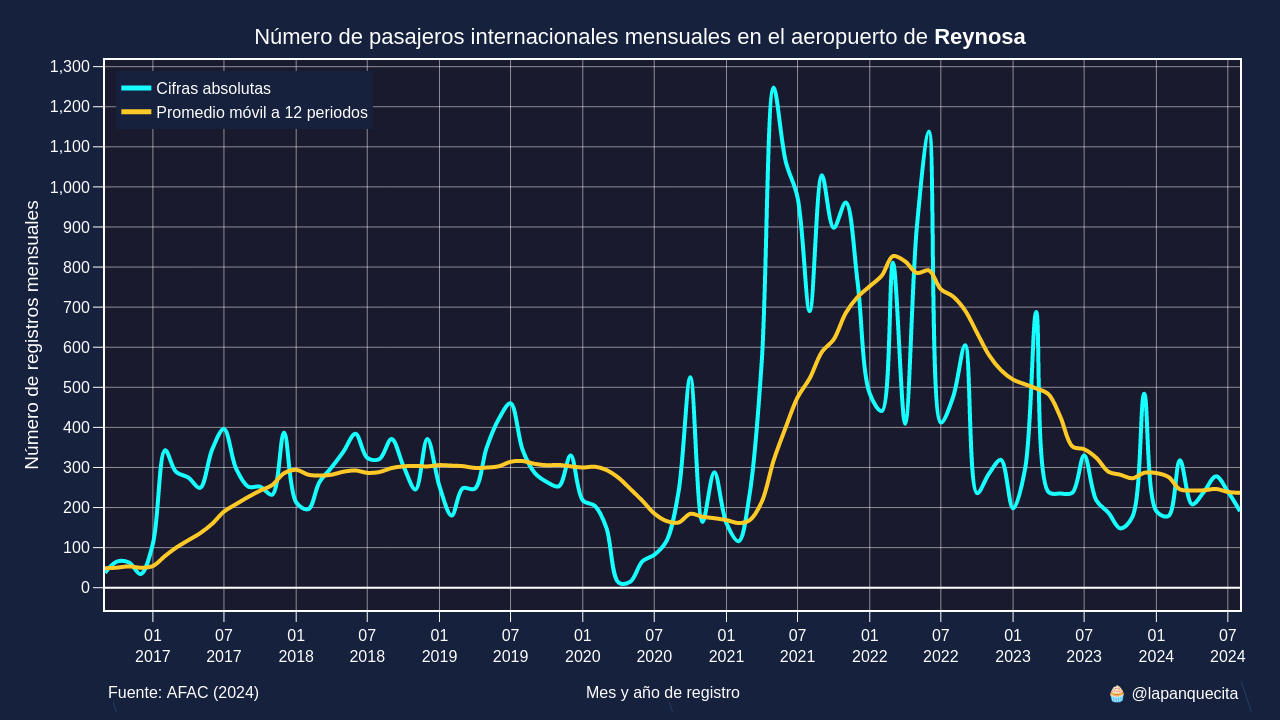 Número de pasajeros internacionales mensuales en el aeropuerto de Reynosa
Cifras absolutas
Promedio móvil a 12 periodos
Número de registros mensuales
1,300
1,200
1,100
1,000
900
800
700
600
500
400
300
200
100
0
01 07 01 07 01 07 01 07 01 07 01 07 01 07 01 07
2017 2017 2018 2018 2019 2019 2020 2020 2021 2021 2022 2022 2023 2023 2024 2024
Fuente: AFAC (2024) Mes y año de registro 🧁 @lapanquecita